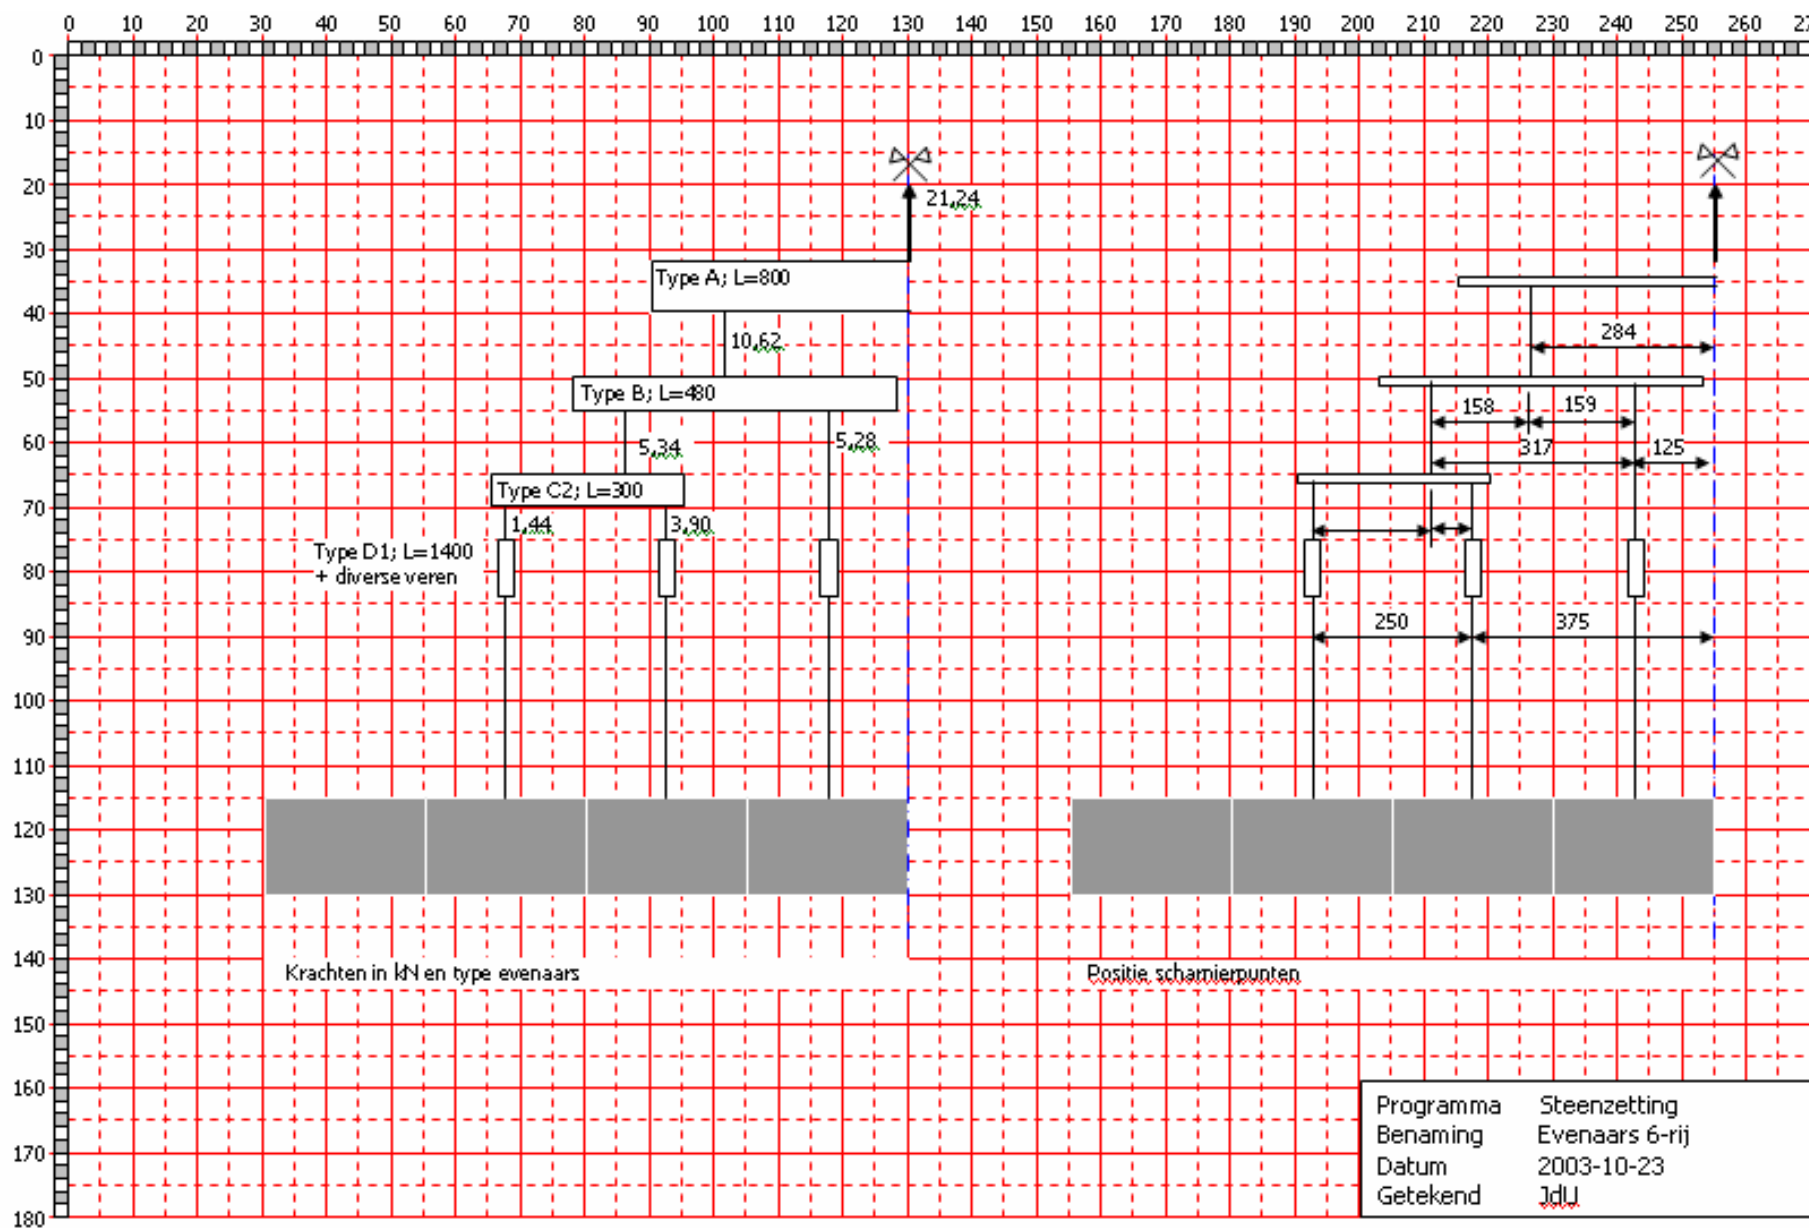 0 10 20 30 40 50 60 70 80 90 100 110 120 130 140 150 160 170 180 190 200 210 220 230 240 250 260
0
10
20
30
40
50
60
70
80
90
100
110
120
130
140
150
160
170
180
21,24
Type A; L=800
10,62
Type B; L=480
5,34
5,28
Type C2; L=300
1,44
3,90
Type D1; L=1400
+ diverse veren
Krachten in kN en type evenaars
284
158
159
317
125
250
375
Positie scharnierpunten
Programma Steenzetting
Benaming Evenaars 6-rij
Datum 2003-10-23
Getekend JdU